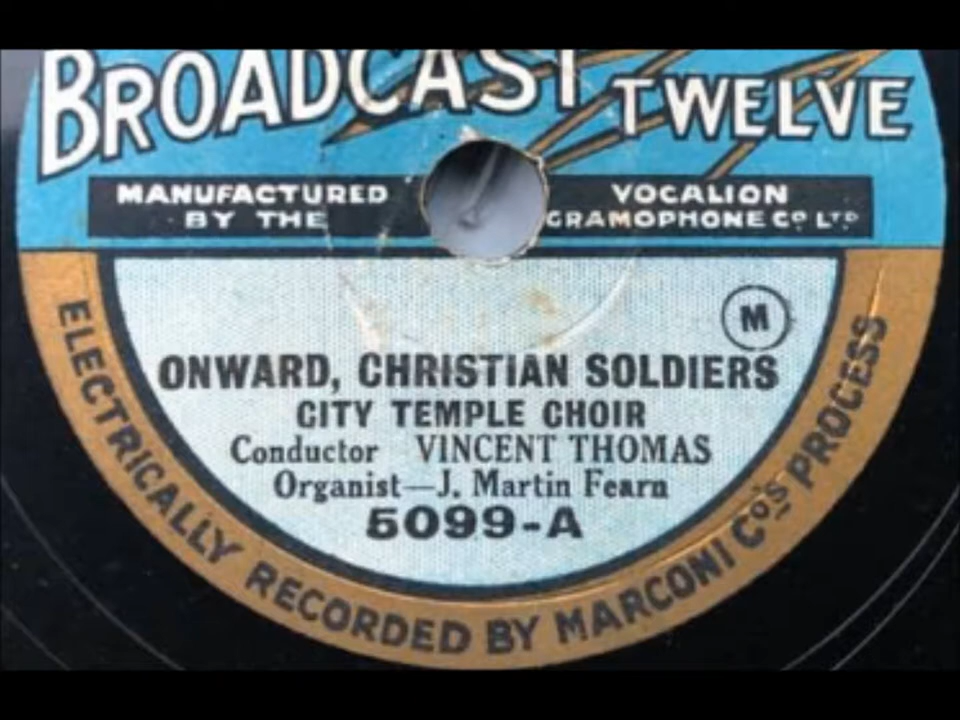 BROADCAST TWELVE
MANUFACTURED BY THE
VOCALION GRAMOPHONE Cº LTD
M
ONWARD, CHRISTIAN SOLDIERS
CITY TEMPLE CHOIR
Conductor VINCENT THOMAS
Organist—J. Martin Fearn
5099-A
ELECTRICALLY RECORDED BY MARCONI Co's PROCESS